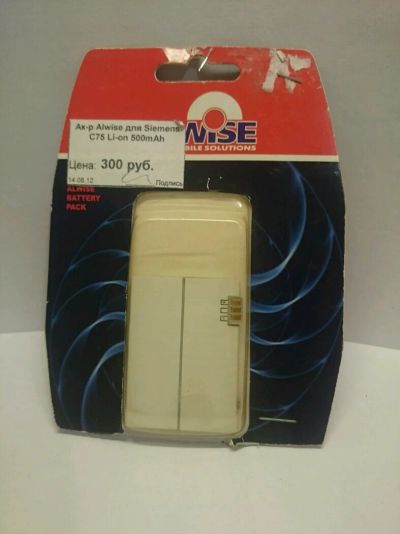 Ак-р Alwise для Siemens
C75 Li-on 500mAh
Цена: 300 руб.
14.08.12 Подпись
WISE
BILE SOLUTIONS
ALWISE
BATTERY
PACK